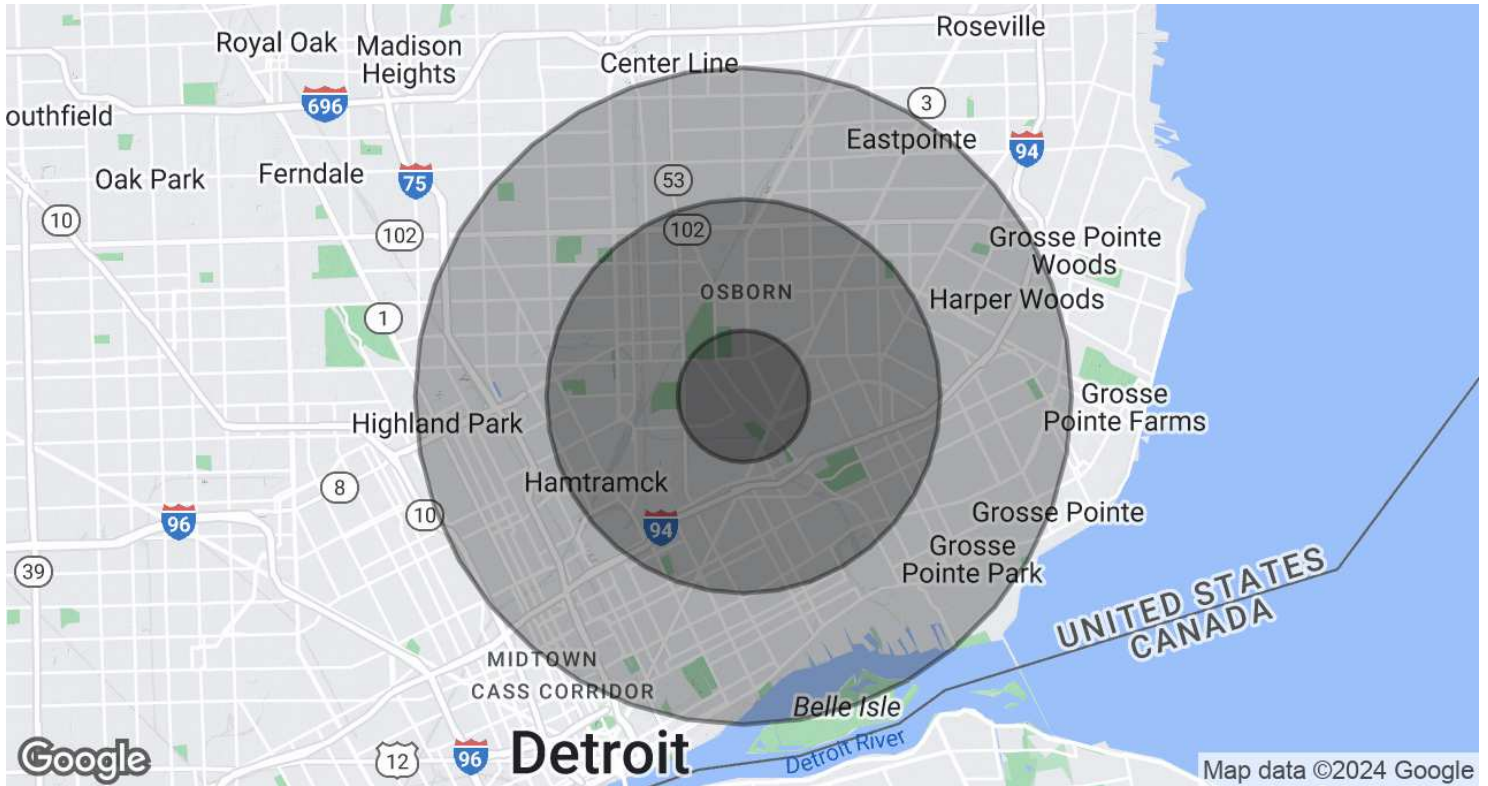 Roseville
Royal Oak
Madison
Heights
Center Line
696
3
outhfield
Eastpointe
94
Oak Park
Ferndale
75
53
10
102
102
Grosse Pointe
Woods
OSBORN
Harper Woods
1
Grosse
Pointe Farms
Highland Park
Hamtramck
8
10
96
94
Grosse Pointe
Grosse
Pointe Park
39
UNITED STATES
CANADA
MIDTOWN
CASS CORRIDOR
Belle Isle
Detroit River
Google
12
96
Detroit
Map data ©2024 Google